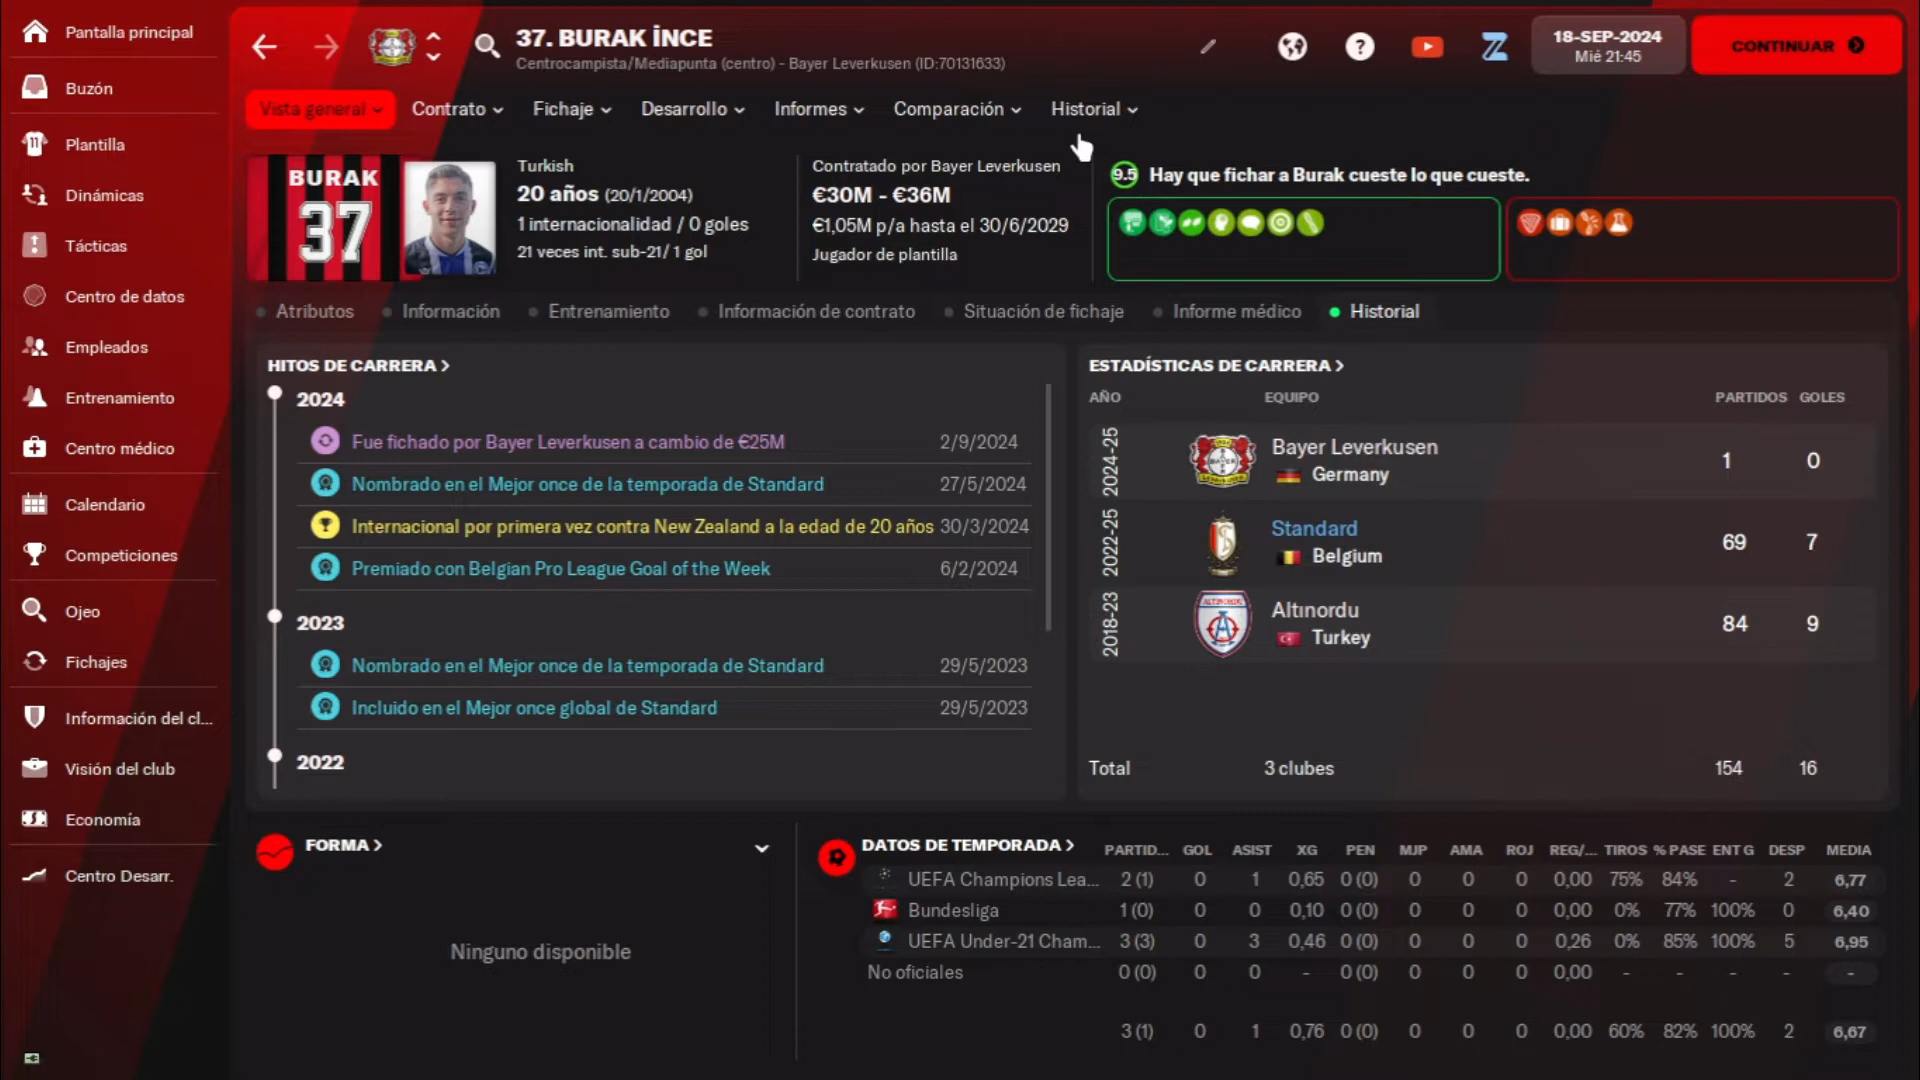 Pantalla principal
Buzón
Plantilla
Dinámicas
Tácticas
Centro de datos
Empleados
Entrenamiento
Centro médico
Calendario
Competiciones
Ojeo
Fichajes
Información del cl...
Visión del club
Economía
Centro Desarr.
37. BURAK İNCE
Centrocampista/Mediapunta (centro) - Bayer Leverkusen (ID:70131633)
18-SEP-2024
Mié 21:45
CONTINUAR
Vista general
Contrato
Fichaje
Desarrollo
Informes
Comparación
Historial
BURAK
37
Turkish
20 años (20/1/2004)
1 internacionalidad / 0 goles
21 veces int. sub-21/ 1 gol
Contratado por Bayer Leverkusen
€30M - €36M
€1,05M p/a hasta el 30/6/2029
Jugador de plantilla
9.5 Hay que fichar a Burak cueste lo que cueste.
Atributos
Información
Entrenamiento
Información de contrato
Situación de fichaje
Informe médico
Historial
HITOS DE CARRERA >
2024
Fue fichado por Bayer Leverkusen a cambio de €25M 2/9/2024
Nombrado en el Mejor once de la temporada de Standard 27/5/2024
Internacional por primera vez contra New Zealand a la edad de 20 años 30/3/2024
Premiado con Belgian Pro League Goal of the Week 6/2/2024
2023
Nombrado en el Mejor once de la temporada de Standard 29/5/2023
Incluido en el Mejor once global de Standard 29/5/2023
2022
ESTADÍSTICAS DE CARRERA >
AÑO EQUIPO PARTIDOS GOLES
2024-25 Bayer Leverkusen 1 0
Germany
2022-25 Standard 69 7
Belgium
2018-23 Altınordu 84 9
Turkey
Total 3 clubes 154 16
FORMA >
Ninguno disponible
DATOS DE TEMPORADA > PARTID... GOL ASIST XG PEN MJP AMA ROJ REG/... TIROS % PASE ENT G DESP MEDIA
UEFA Champions Lea... 2 (1) 0 1 0,65 0 (0) 0 0 0 0,00 75% 84% - 2 6,77
Bundesliga 1 (0) 0 0 0,10 0 (0) 0 0 0 0,00 0% 77% 100% 0 6,40
UEFA Under-21 Cham... 3 (3) 0 3 0,46 0 (0) 0 0 0 0,26 0% 85% 100% 5 6,95
No oficiales 0 (0) 0 0 - 0 (0) 0 0 0 0,00 - - - - -
3 (1) 0 1 0,76 0 (0) 0 0 0 0,00 60% 82% 100% 2 6,67